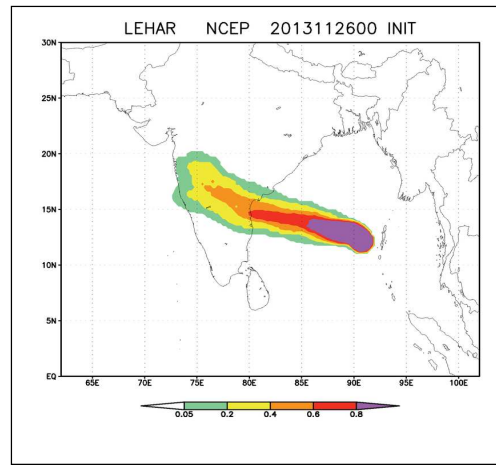 LEHAR NCEP 2013112600 INIT
30N
25N
20N
15N
10N
5N
EQ
65E 70E 75E 80E 85E 90E 95E 100E
0.05 0.2 0.4 0.6 0.8